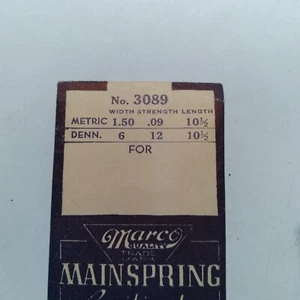 No. 3089
WIDTH STRENGTH LENGTH
METRIC 1.50 .09 10½
DENN. 6 12 10½
FOR
Marco
QUALITY
TRADE
MARK
MAINSPRING